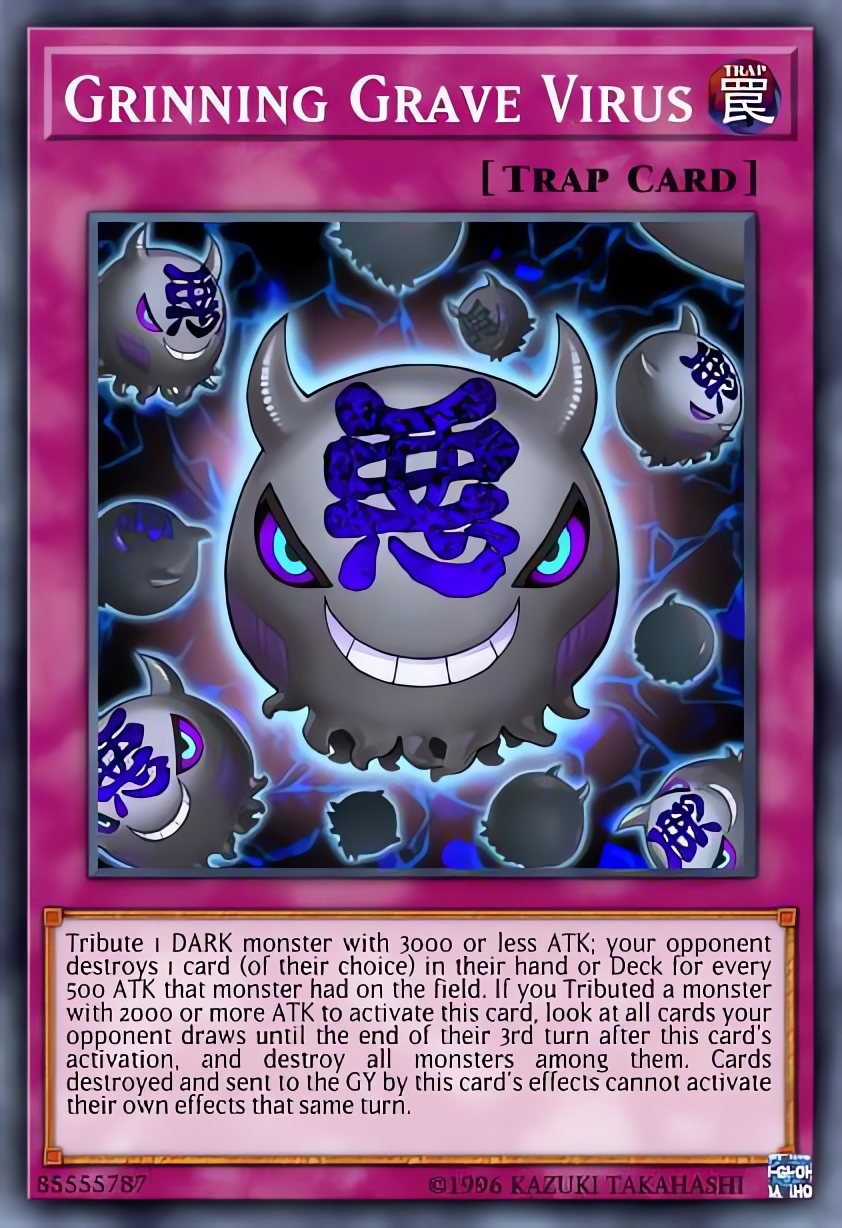 GRINNING GRAVE VIRUS
TRAP
罠
[TRAP CARD]
悪
Tribute 1 DARK monster with 3000 or less ATK; your opponent
destroys 1 card (of their choice) in their hand or Deck for every
500 ATK that monster had on the field. If you Tributed a monster
with 2000 or more ATK to activate this card, look at all cards your
opponent draws until the end of their 3rd turn after this card's
activation, and destroy all monsters among them. Cards
destroyed and sent to the GY by this card's effects cannot activate
their own effects that same turn.
85555787
©1996 KAZUKI TAKAHASHI